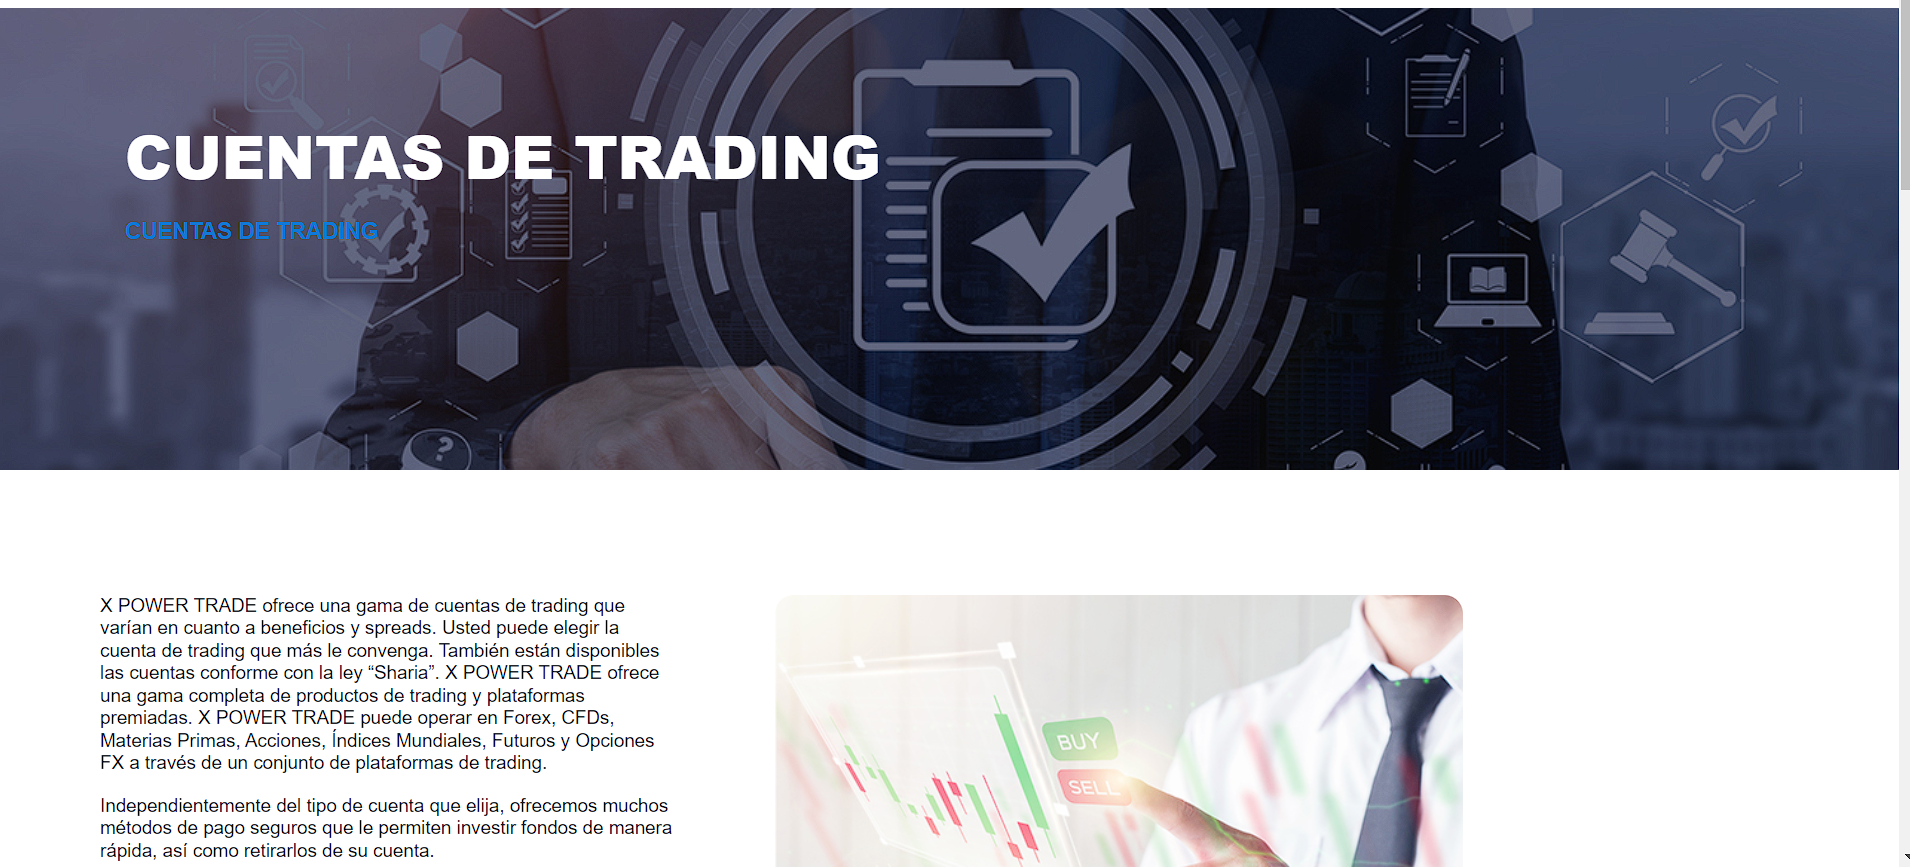 CUENTAS DE TRADING
CUENTAS DE TRADING
X POWER TRADE ofrece una gama de cuentas de trading que
varían en cuanto a beneficios y spreads. Usted puede elegir la
cuenta de trading que más le convenga. También están disponibles
las cuentas conforme con la ley “Sharia”. X POWER TRADE ofrece
una gama completa de productos de trading y plataformas
premiadas. X POWER TRADE puede operar en Forex, CFDs,
Materias Primas, Acciones, Índices Mundiales, Futuros y Opciones
FX a través de un conjunto de plataformas de trading.
Independientemente del tipo de cuenta que elija, ofrecemos muchos
métodos de pago seguros que le permiten investir fondos de manera
rápida, así como retirarlos de su cuenta.
BUY
SELL